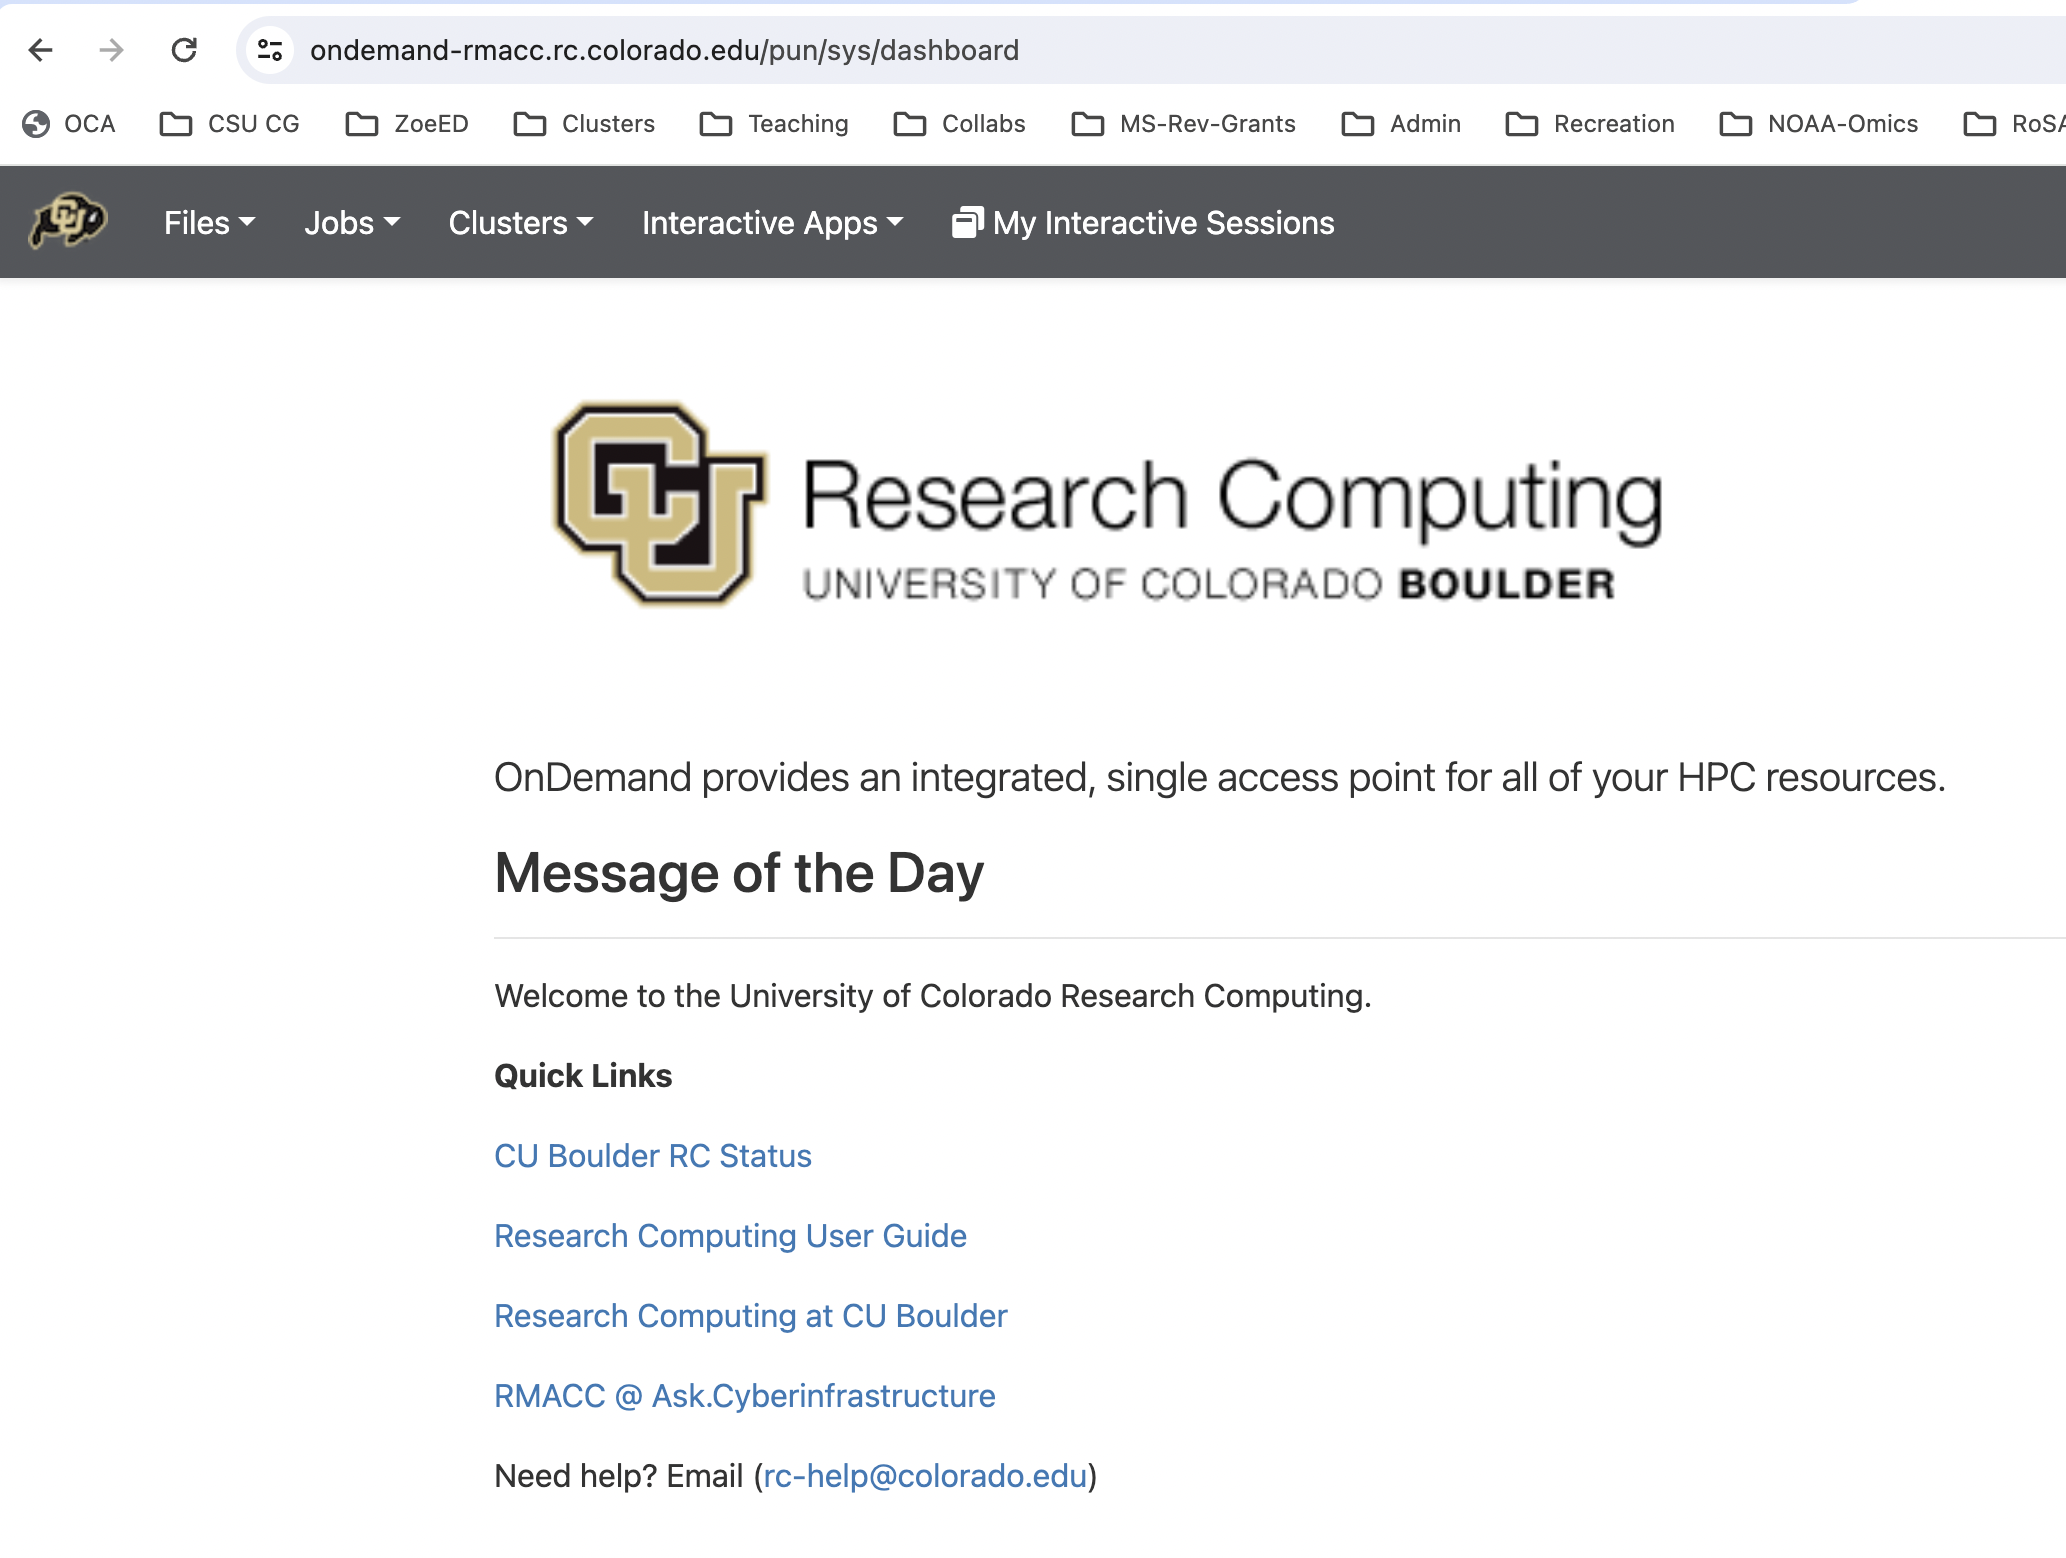 ondemand-rmacc.rc.colorado.edu/pun/sys/dashboard
OCA CSU CG ZoeED Clusters Teaching Collabs MS-Rev-Grants Admin Recreation NOAA-Omics
CU Files Jobs Clusters Interactive Apps My Interactive Sessions
CU Research Computing
UNIVERSITY OF COLORADO BOULDER
OnDemand provides an integrated, single access point for all of your HPC resources.
Message of the Day
Welcome to the University of Colorado Research Computing.
Quick Links
CU Boulder RC Status
Research Computing User Guide
Research Computing at CU Boulder
RMACC @ Ask.Cyberinfrastructure
Need help? Email (rc-help@colorado.edu)